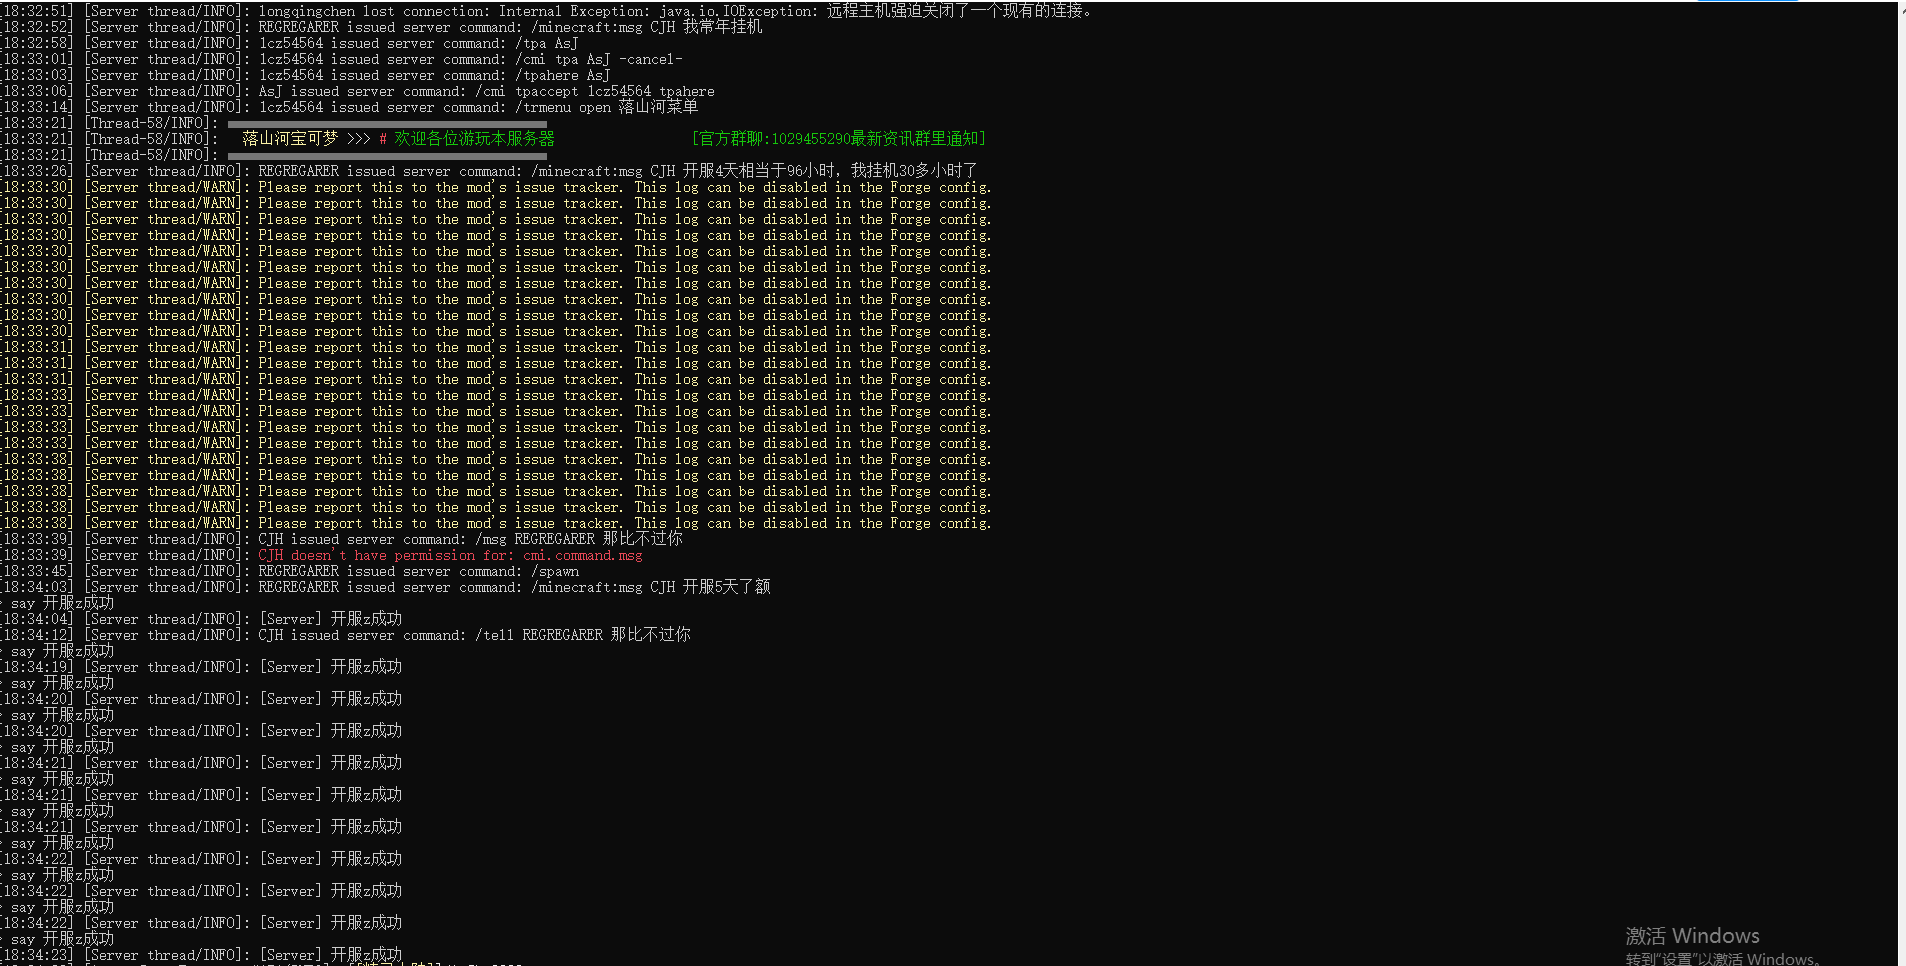 [18:32:51] [Server thread/INFO]: longqingchen lost connection: Internal Exception: java.io.IOException: 远程主机强迫关闭了一个现有的连接。
[18:32:52] [Server thread/INFO]: REGREGARER issued server command: /minecraft:msg CJH 我常年挂机
[18:32:58] [Server thread/INFO]: 1cz54564 issued server command: /tpa AsJ
[18:33:01] [Server thread/INFO]: 1cz54564 issued server command: /cmi tpa AsJ -cancel-
[18:33:03] [Server thread/INFO]: 1cz54564 issued server command: /tpahere AsJ
[18:33:06] [Server thread/INFO]: AsJ issued server command: /cmi tpaccept 1cz54564 tpahere
[18:33:14] [Server thread/INFO]: 1cz54564 issued server command: /trmenu open 落山河菜单
[18:33:21] [Thread-58/INFO]:
[18:33:21] [Thread-58/INFO]: 落山河宝可梦 >>> # 欢迎各位游玩本服务器 [官方群聊:1029455290最新资讯群里通知]
[18:33:21] [Thread-58/INFO]:
[18:33:26] [Server thread/INFO]: REGREGARER issued server command: /minecraft:msg CJH 开服4天相当于96小时，我挂机30多小时了
[18:33:30] [Server thread/WARN]: Please report this to the mod's issue tracker. This log can be disabled in the Forge config.
[18:33:30] [Server thread/WARN]: Please report this to the mod's issue tracker. This log can be disabled in the Forge config.
[18:33:30] [Server thread/WARN]: Please report this to the mod's issue tracker. This log can be disabled in the Forge config.
[18:33:30] [Server thread/WARN]: Please report this to the mod's issue tracker. This log can be disabled in the Forge config.
[18:33:30] [Server thread/WARN]: Please report this to the mod's issue tracker. This log can be disabled in the Forge config.
[18:33:30] [Server thread/WARN]: Please report this to the mod's issue tracker. This log can be disabled in the Forge config.
[18:33:30] [Server thread/WARN]: Please report this to the mod's issue tracker. This log can be disabled in the Forge config.
[18:33:30] [Server thread/WARN]: Please report this to the mod's issue tracker. This log can be disabled in the Forge config.
[18:33:30] [Server thread/WARN]: Please report this to the mod's issue tracker. This log can be disabled in the Forge config.
[18:33:30] [Server thread/WARN]: Please report this to the mod's issue tracker. This log can be disabled in the Forge config.
[18:33:31] [Server thread/WARN]: Please report this to the mod's issue tracker. This log can be disabled in the Forge config.
[18:33:31] [Server thread/WARN]: Please report this to the mod's issue tracker. This log can be disabled in the Forge config.
[18:33:31] [Server thread/WARN]: Please report this to the mod's issue tracker. This log can be disabled in the Forge config.
[18:33:33] [Server thread/WARN]: Please report this to the mod's issue tracker. This log can be disabled in the Forge config.
[18:33:33] [Server thread/WARN]: Please report this to the mod's issue tracker. This log can be disabled in the Forge config.
[18:33:33] [Server thread/WARN]: Please report this to the mod's issue tracker. This log can be disabled in the Forge config.
[18:33:33] [Server thread/WARN]: Please report this to the mod's issue tracker. This log can be disabled in the Forge config.
[18:33:38] [Server thread/WARN]: Please report this to the mod's issue tracker. This log can be disabled in the Forge config.
[18:33:38] [Server thread/WARN]: Please report this to the mod's issue tracker. This log can be disabled in the Forge config.
[18:33:38] [Server thread/WARN]: Please report this to the mod's issue tracker. This log can be disabled in the Forge config.
[18:33:38] [Server thread/WARN]: Please report this to the mod's issue tracker. This log can be disabled in the Forge config.
[18:33:38] [Server thread/WARN]: Please report this to the mod's issue tracker. This log can be disabled in the Forge config.
[18:33:39] [Server thread/INFO]: CJH issued server command: /msg REGREGARER 那比不过你
[18:33:39] [Server thread/INFO]: CJH doesn't have permission for: cmi.command.msg
[18:33:45] [Server thread/INFO]: REGREGARER issued server command: /spawn
[18:34:03] [Server thread/INFO]: REGREGARER issued server command: /minecraft:msg CJH 开服5天了额
> say 开服z成功
[18:34:04] [Server thread/INFO]: [Server] 开服z成功
[18:34:12] [Server thread/INFO]: CJH issued server command: /tell REGREGARER 那比不过你
> say 开服z成功
[18:34:19] [Server thread/INFO]: [Server] 开服z成功
> say 开服z成功
[18:34:20] [Server thread/INFO]: [Server] 开服z成功
> say 开服z成功
[18:34:20] [Server thread/INFO]: [Server] 开服z成功
> say 开服z成功
[18:34:21] [Server thread/INFO]: [Server] 开服z成功
> say 开服z成功
[18:34:21] [Server thread/INFO]: [Server] 开服z成功
> say 开服z成功
[18:34:21] [Server thread/INFO]: [Server] 开服z成功
> say 开服z成功
[18:34:22] [Server thread/INFO]: [Server] 开服z成功
> say 开服z成功
[18:34:22] [Server thread/INFO]: [Server] 开服z成功
> say 开服z成功
[18:34:22] [Server thread/INFO]: [Server] 开服z成功
> say 开服z成功
[18:34:23] [Server thread/INFO]: [Server] 开服z成功
激活 Windows
转到"设置"以激活 Windows。